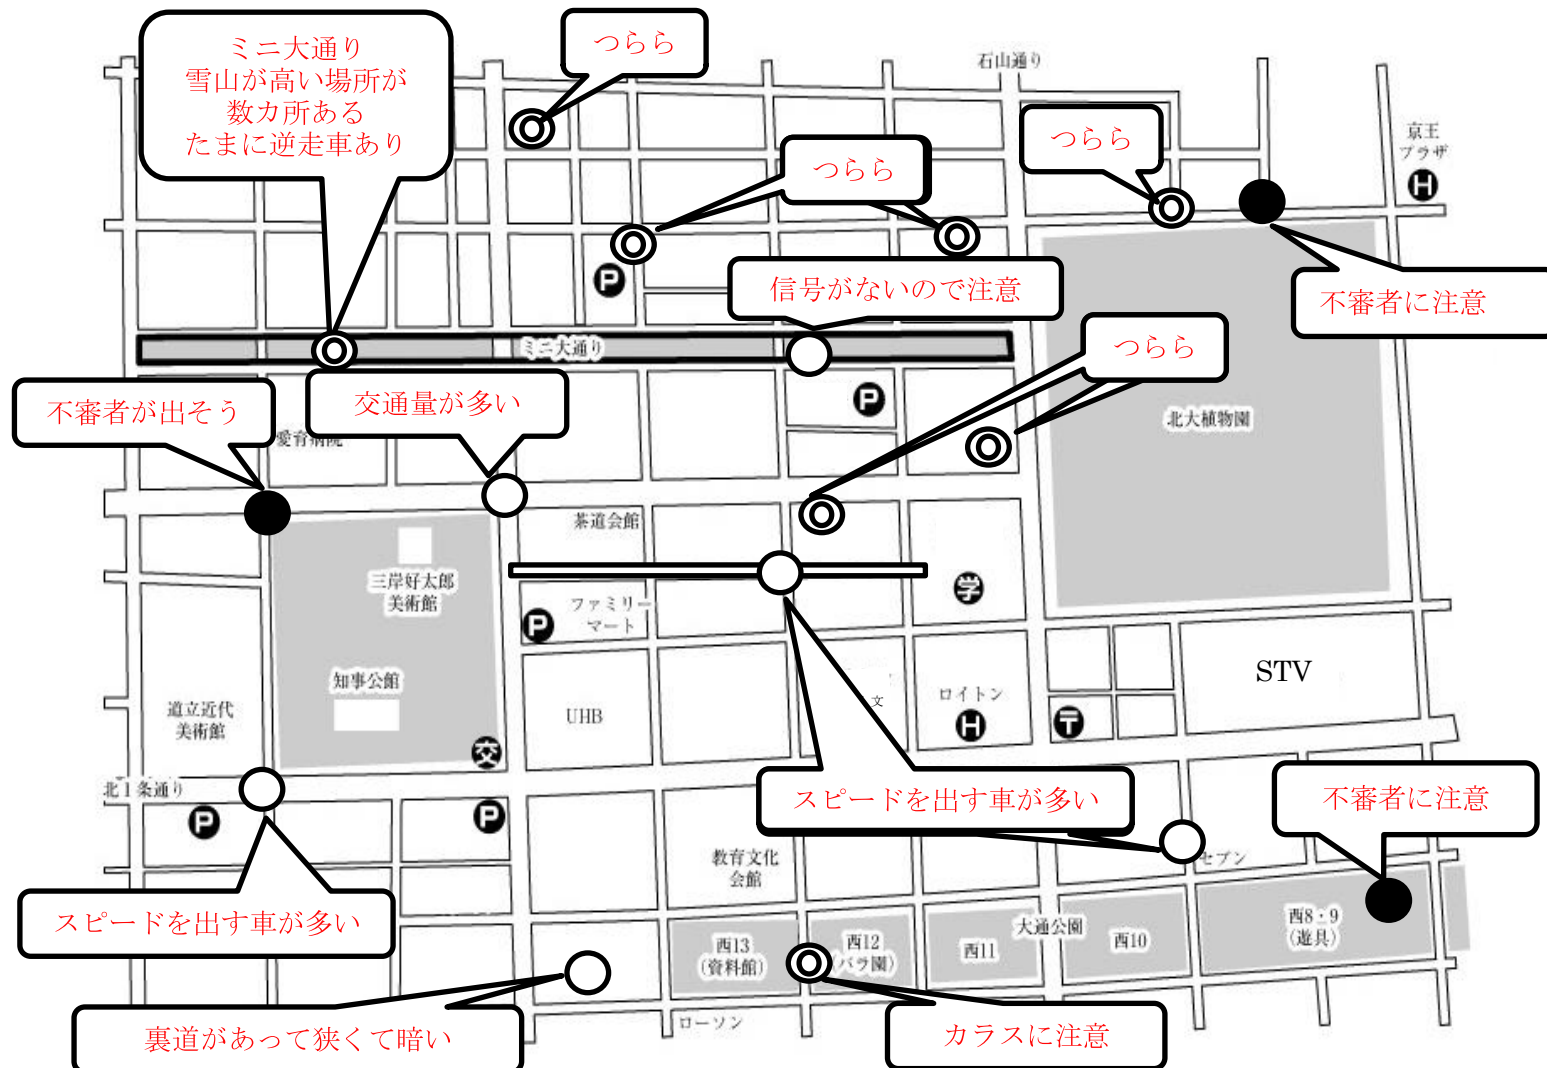 ミニ大通り
雪山が高い場所が
数カ所ある
たまに逆走車あり
つらら
石山通り
つらら
つらら
京王
プラザ
H
不審者に注意
P
信号がないので注意
ミニ大通り
つらら
不審者が出そう
交通量が多い
P
愛育病院
北大植物園
茶道会館
三岸好太郎
美術館
ファミリー
マート
P
学
知事公館
道立近代
美術館
UHB
文
ロイトン
H
〒
STV
交
北1条通り
P
P
スピードを出す車が多い
不審者に注意
教育文化
会館
セブン
スピードを出す車が多い
西13
(資料館)
西12
(バラ園)
西11
大通公園
西10
西8・9
(遊具)
裏道があって狭くて暗い
ローソン
カラスに注意